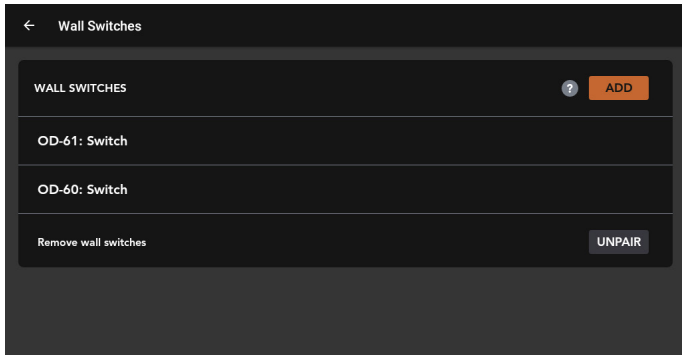 Wall Switches
WALL SWITCHES ? ADD
OD-61: Switch
OD-60: Switch
Remove wall switches UNPAIR